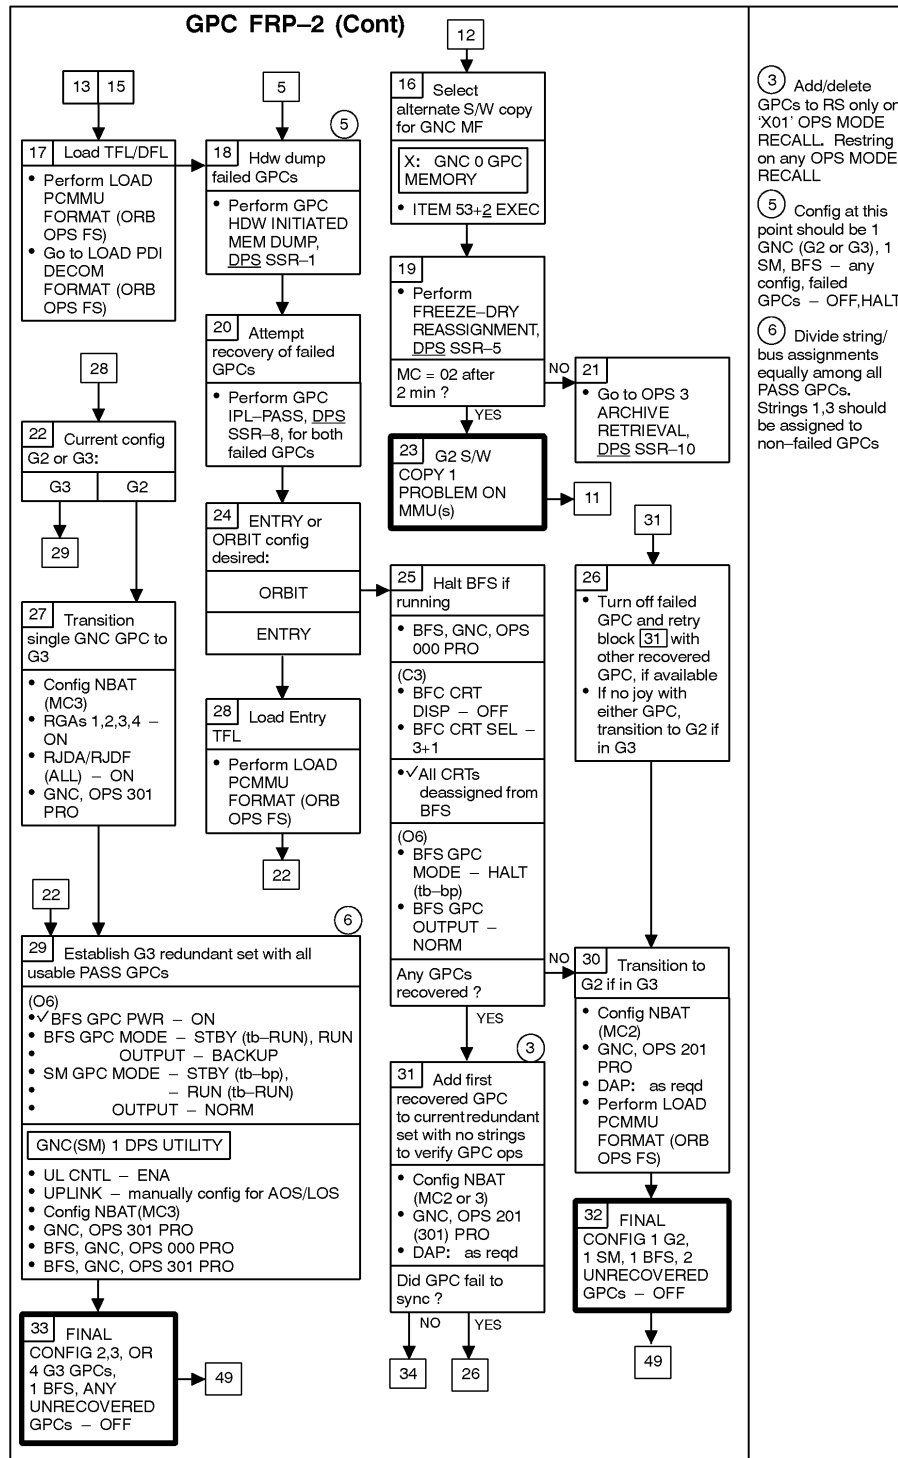 GPC FRP–2 (Cont)
13 15
17 Load TFL/DFL
• Perform LOAD
PCMMU
FORMAT (ORB
OPS FS)
• Go to LOAD PDI
DECOM
FORMAT (ORB
OPS FS)
28
22 Current config
G2 or G3:
G3 G2
29
27 Transition
single GNC GPC to
G3
• Config NBAT
(MC3)
• RGAs 1,2,3,4 –
ON
• RJDA/RJDF
(ALL) – ON
• GNC, OPS 301
PRO
5
5
18 Hdw dump
failed GPCs
• Perform GPC
HDW INITIATED
MEM DUMP,
DPS SSR–1
20 Attempt
recovery of failed
GPCs
• Perform GPC
IPL–PASS, DPS
SSR–8, for both
failed GPCs
24 ENTRY or
ORBIT config
desired:
ORBIT
ENTRY
28 Load Entry
TFL
• Perform LOAD
PCMMU
FORMAT (ORB
OPS FS)
22
22
6
29 Establish G3 redundant set with all
usable PASS GPCs
(O6)
•✓BFS GPC PWR – ON
• BFS GPC MODE – STBY (tb–RUN), RUN
• OUTPUT – BACKUP
• SM GPC MODE – STBY (tb–bp),
• – RUN (tb–RUN)
• OUTPUT – NORM
GNC(SM) 1 DPS UTILITY
• UL CNTL – ENA
• UPLINK – manually config for AOS/LOS
• Config NBAT(MC3)
• GNC, OPS 301 PRO
• BFS, GNC, OPS 000 PRO
• BFS, GNC, OPS 301 PRO
33 FINAL
CONFIG 2,3, OR
4 G3 GPCs,
1 BFS, ANY
UNRECOVERED
GPCs – OFF
49
12
16 Select
alternate S/W copy
for GNC MF
X: GNC 0 GPC
MEMORY
• ITEM 53+2 EXEC
19
• Perform
FREEZE–DRY
REASSIGNMENT,
DPS SSR–5
MC = 02 after
2 min ?
NO
YES
21
• Go to OPS 3
ARCHIVE
RETRIEVAL,
DPS SSR–10
23 G2 S/W
COPY 1
PROBLEM ON
MMU(s)
11
25 Halt BFS if
running
• BFS, GNC, OPS
000 PRO
(C3)
• BFC CRT
DISP – OFF
• BFC CRT SEL –
3+1
•✓All CRTs
deassigned from
BFS
(O6)
• BFS GPC
MODE – HALT
(tb–bp)
• BFS GPC
OUTPUT –
NORM
Any GPCs
recovered ?
NO
YES
3
31 Add first
recovered GPC
to current redundant
set with no strings
to verify GPC ops
• Config NBAT
(MC2 or 3)
• GNC, OPS 201
(301) PRO
• DAP: as reqd
Did GPC fail to
sync ?
NO YES
34 26
31
26
• Turn off failed
GPC and retry
block 31 with
other recovered
GPC, if available
• If no joy with
either GPC,
transition to G2 if
in G3
30 Transition to
G2 if in G3
• Config NBAT
(MC2)
• GNC, OPS 201
PRO
• DAP: as reqd
• Perform LOAD
PCMMU
FORMAT (ORB
OPS FS)
32 FINAL
CONFIG 1 G2,
1 SM, 1 BFS, 2
UNRECOVERED
GPCs – OFF
49
3 Add/delete
GPCs to RS only on
‘X01’ OPS MODE
RECALL. Restring
on any OPS MODE
RECALL
5 Config at this
point should be 1
GNC (G2 or G3), 1
SM, BFS – any
config, failed
GPCs – OFF,HALT
6 Divide string/
bus assignments
equally among all
PASS GPCs.
Strings 1,3 should
be assigned to
non–failed GPCs